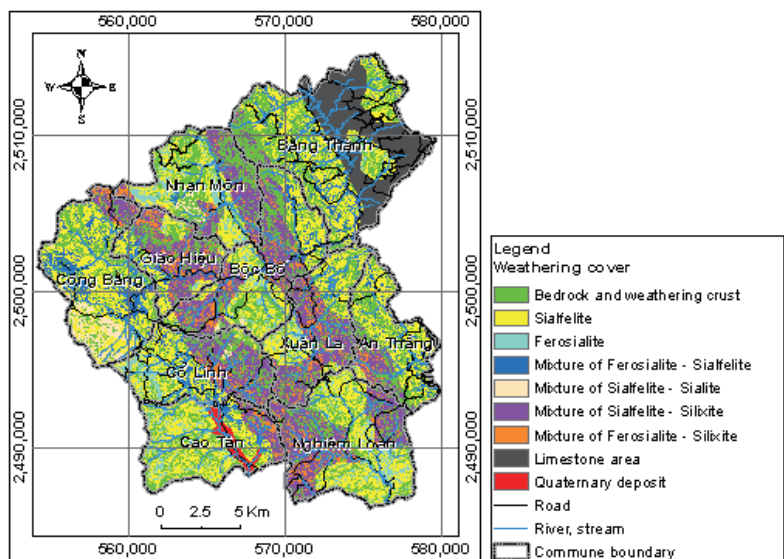 560,000 570,000 580,000
N
W E
S
2,510,000 2,510,000
Bằng Thành
Nhạn Môn
Giáo Hiệu
Bộc Bố
Công Bằng
2,500,000 2,500,000
Xuân La
An Thắng
Cổ Linh
Cao Tân
Nghiêm Loan
2,490,000 2,490,000
0 2.5 5 Km
560,000 570,000 580,000
Legend
Weathering cover
Bedrock and weathering crust
Sialfelite
Ferosialite
Mixture of Ferosialite - Sialfelite
Mixture of Sialfelite - Sialite
Mixture of Sialfelite - Silixite
Mixture of Ferosialite - Silixite
Limestone area
Quaternary deposit
Road
River, stream
Commune boundary